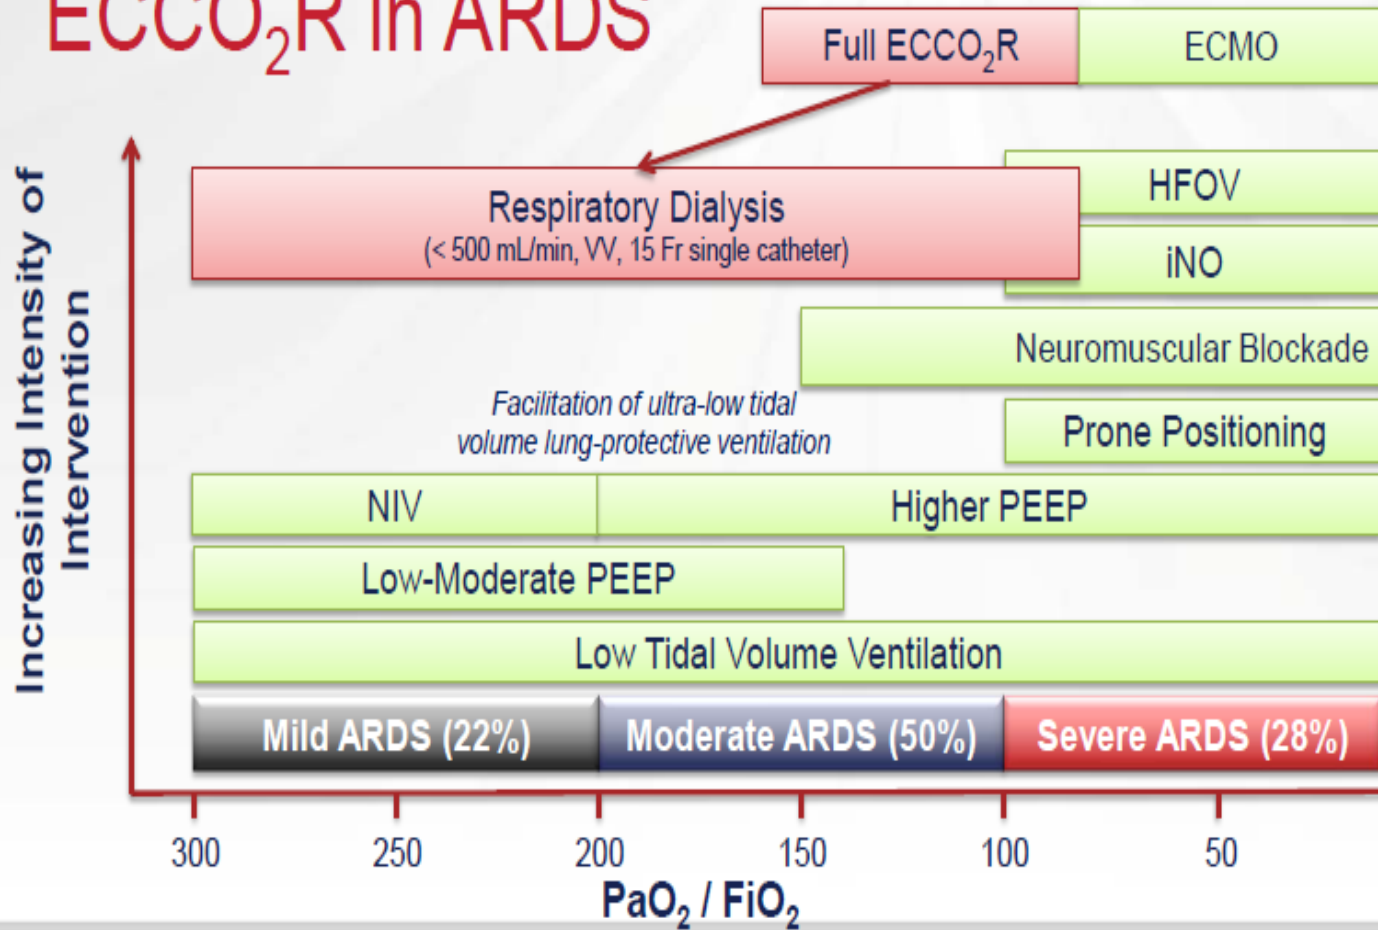 ECCO₂R in ARDS
Full ECCO₂R
ECMO
Increasing Intensity of
Intervention
Respiratory Dialysis
(< 500 mL/min, VV, 15 Fr single catheter)
HFOV
iNO
Neuromuscular Blockade
Facilitation of ultra-low tidal
volume lung-protective ventilation
Prone Positioning
NIV
Higher PEEP
Low-Moderate PEEP
Low Tidal Volume Ventilation
Mild ARDS (22%)
Moderate ARDS (50%)
Severe ARDS (28%)
300
250
200
150
100
50
PaO₂ / FiO₂